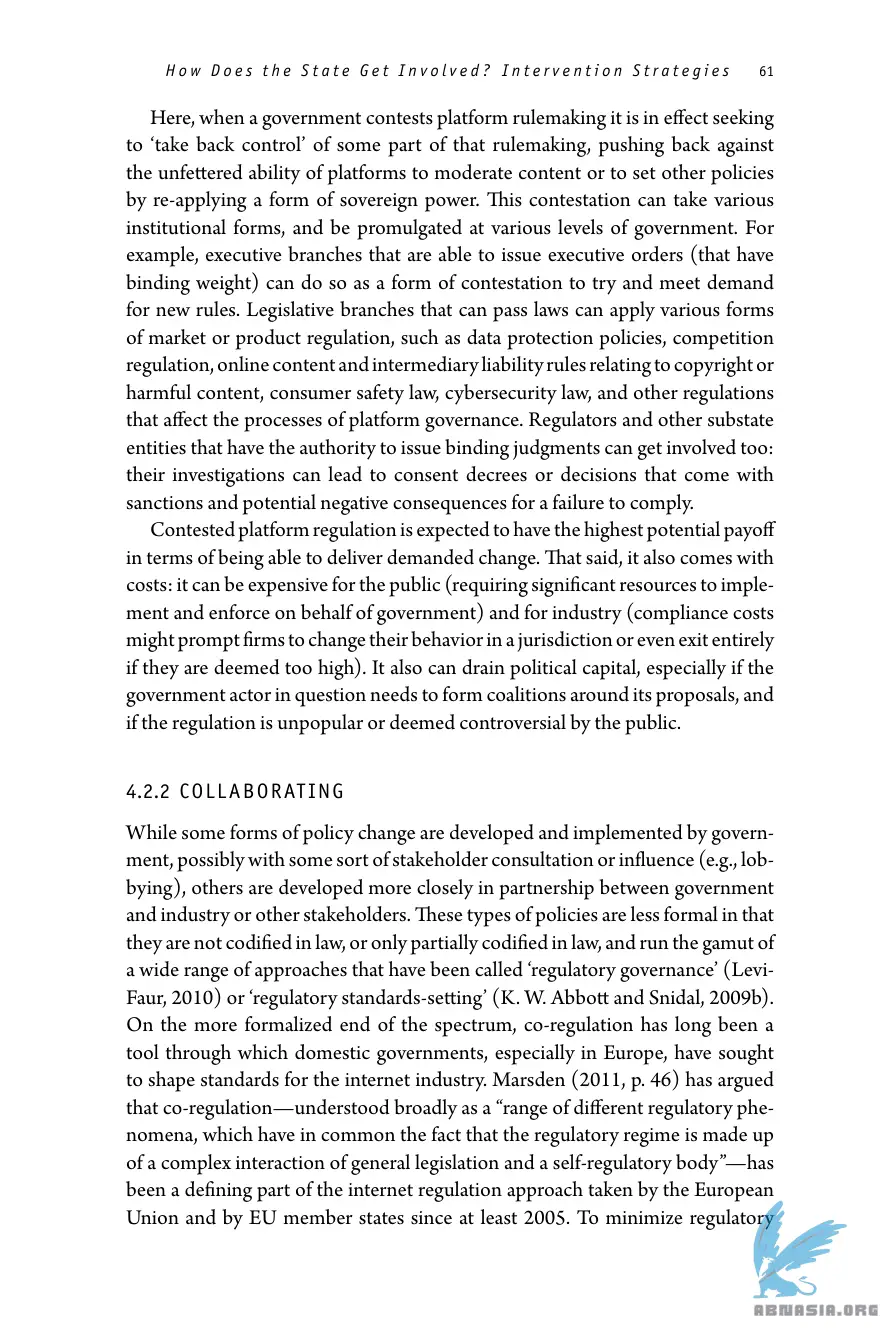 How Does the State Get Involved? Intervention Strategies 61
Here, when a government contests platform rulemaking it is in effect seeking
to ‘take back control’ of some part of that rulemaking, pushing back against
the unfettered ability of platforms to moderate content or to set other policies
by re-applying a form of sovereign power. This contestation can take various
institutional forms, and be promulgated at various levels of government. For
example, executive branches that are able to issue executive orders (that have
binding weight) can do so as a form of contestation to try and meet demand
for new rules. Legislative branches that can pass laws can apply various forms
of market or product regulation, such as data protection policies, competition
regulation, online content and intermediary liability rules relating to copyright or
harmful content, consumer safety law, cybersecurity law, and other regulations
that affect the processes of platform governance. Regulators and other substate
entities that have the authority to issue binding judgments can get involved too:
their investigations can lead to consent decrees or decisions that come with
sanctions and potential negative consequences for a failure to comply.
Contested platform regulation is expected to have the highest potential payoff
in terms of being able to deliver demanded change. That said, it also comes with
costs: it can be expensive for the public (requiring significant resources to imple-
ment and enforce on behalf of government) and for industry (compliance costs
might prompt firms to change their behavior in a jurisdiction or even exit entirely
if they are deemed too high). It also can drain political capital, especially if the
government actor in question needs to form coalitions around its proposals, and
if the regulation is unpopular or deemed controversial by the public.
4.2.2 COLLABORATING
While some forms of policy change are developed and implemented by govern-
ment, possibly with some sort of stakeholder consultation or influence (e.g., lob-
bying), others are developed more closely in partnership between government
and industry or other stakeholders. These types of policies are less formal in that
they are not codified in law, or only partially codified in law, and run the gamut of
a wide range of approaches that have been called ‘regulatory governance’ (Levi-
Faur, 2010) or ‘regulatory standards-setting’ (K. W. Abbott and Snidal, 2009b).
On the more formalized end of the spectrum, co-regulation has long been a
tool through which domestic governments, especially in Europe, have sought
to shape standards for the internet industry. Marsden (2011, p. 46) has argued
that co-regulation—understood broadly as a “range of different regulatory phe-
nomena, which have in common the fact that the regulatory regime is made up
of a complex interaction of general legislation and a self-regulatory body”—has
been a defining part of the internet regulation approach taken by the European
Union and by EU member states since at least 2005. To minimize regulatory
ABNASIA.ORG